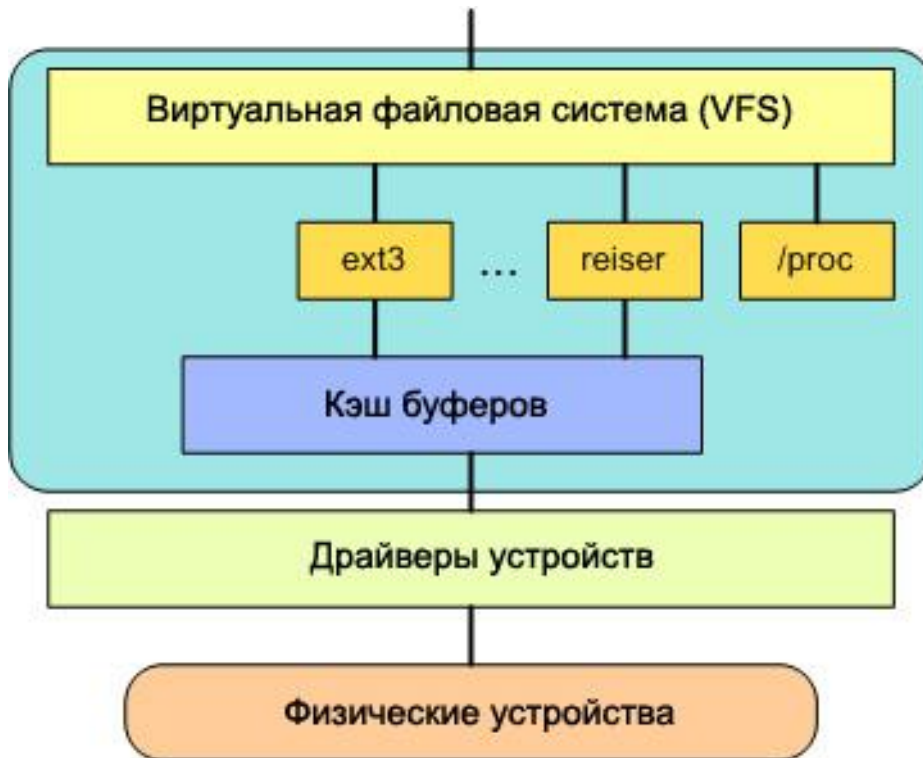 Виртуальная файловая система (VFS)
ext3 ... reiser /proc
Кэш буферов
Драйверы устройств
Физические устройства